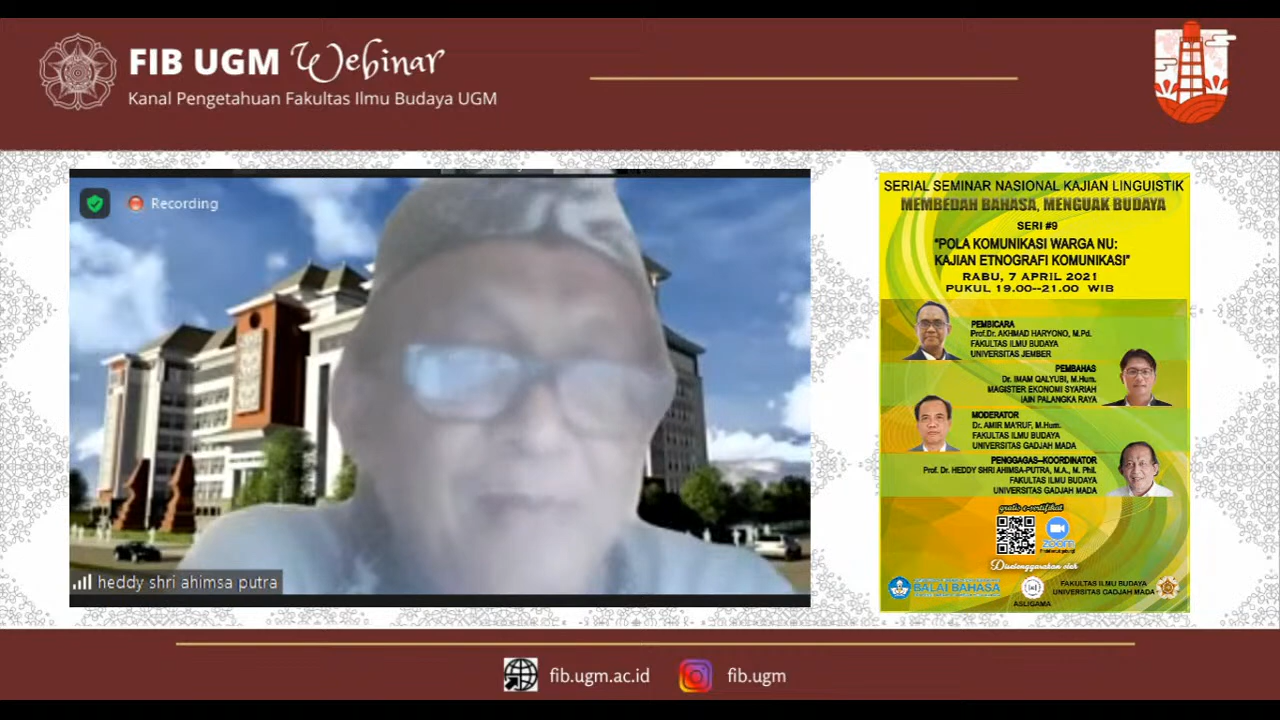 FIB UGM Webinar
Kanal Pengetahuan Fakultas Ilmu Budaya UGM
Recording
heddy shri ahimsa putra
SERIAL SEMINAR NASIONAL KAJIAN LINGUISTIK
MEMBEDAH BAHASA, MENGUAK BUDAYA
SERI #9
"POLA KOMUNIKASI WARGA NU:
KAJIAN ETNOGRAFI KOMUNIKASI"
RABU, 7 APRIL 2021
PUKUL 19.00--21.00 WIB
PEMBICARA
Prof.Dr. AKHMAD HARYONO, M.Pd.
FAKULTAS ILMU BUDAYA
UNIVERSITAS JEMBER
PEMBAHAS
Dr. IMAM QALYUBI, M.Hum.
MAGISTER EKONOMI SYARIAH
IAIN PALANGKA RAYA
MODERATOR
Dr. AMIR MA'RUF, M.Hum.
FAKULTAS ILMU BUDAYA
UNIVERSITAS GADJAH MADA
PENGGAGAS--KOORDINATOR
Prof. Dr. HEDDY SHRI AHIMSA-PUTRA, M.A., M. Phil.
FAKULTAS ILMU BUDAYA
UNIVERSITAS GADJAH MADA
gratis e-sertifikat
ZOOM
Diselenggarakan oleh
BALAI BAHASA
ASLIGAMA
FAKULTAS ILMU BUDAYA
UNIVERSITAS GADJAH MADA
fib.ugm.ac.id
fib.ugm